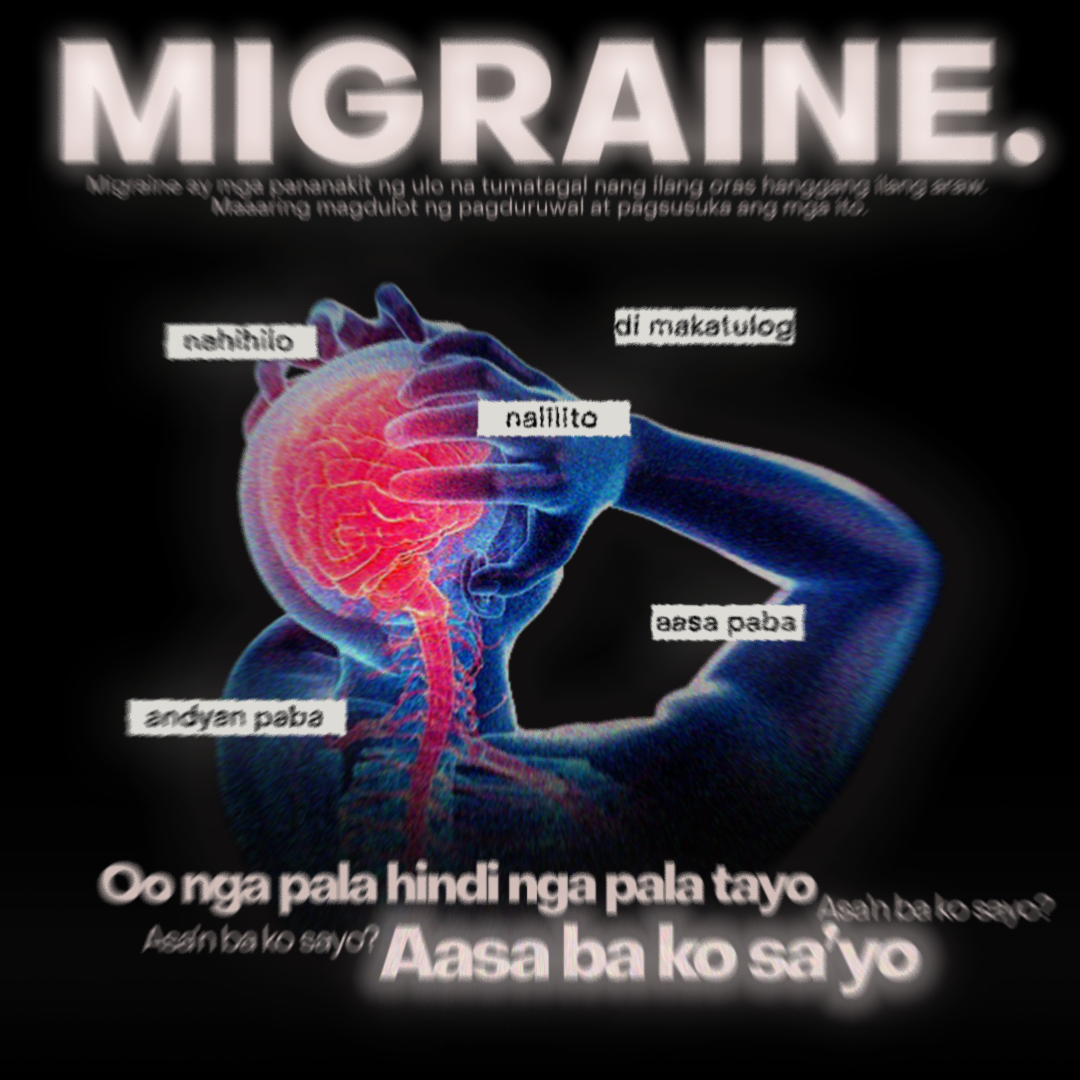 MIGRAINE.
Migraine ay mga pananakit ng ulo na tumatagal nang ilang oras hanggang ilang araw.
Maaaring magdulot ng pagduruwal at pagsusuka ang mga ito.
nahihilo
di makatulog
nalilito
aasa paba
andyan paba
Oo nga pala hindi nga pala tayo
Asa'n ba ko sayo?
Asa'n ba ko sayo?
Aasa ba ko sa'yo